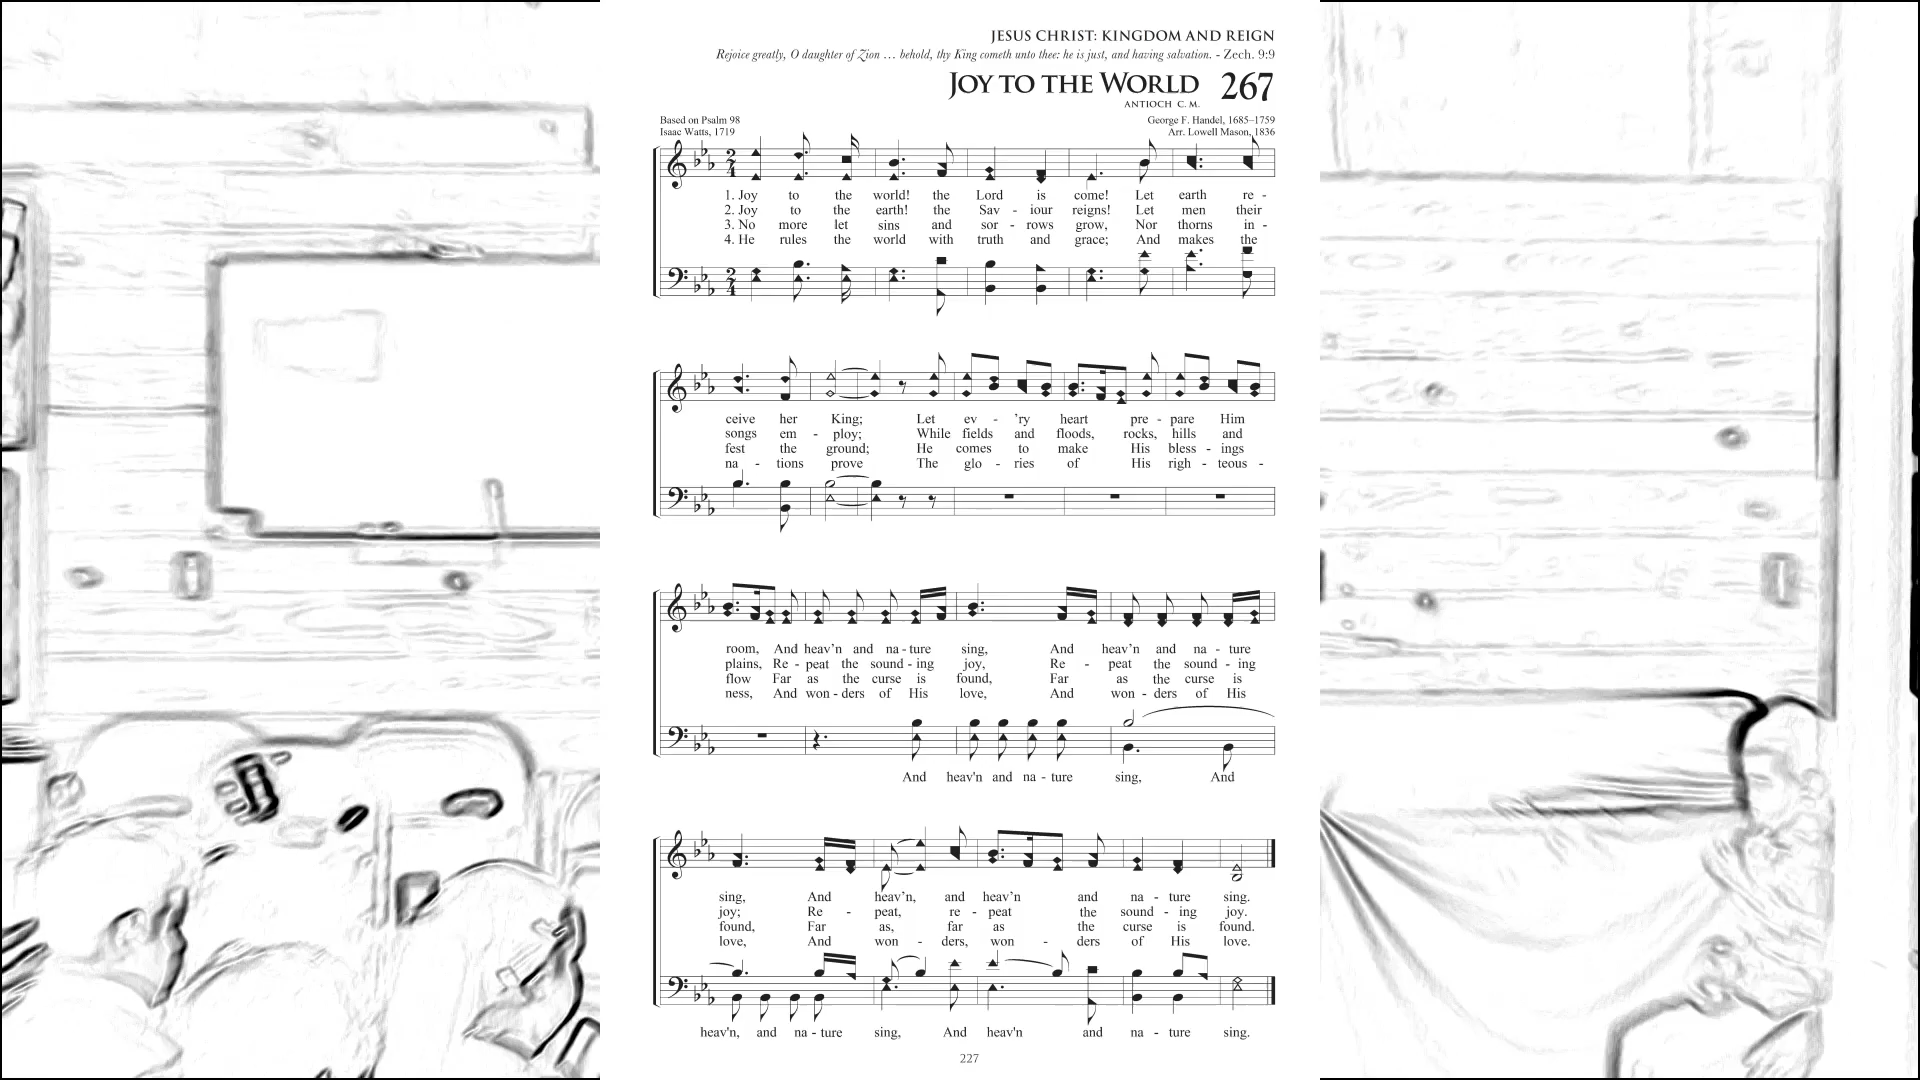 JESUS CHRIST: KINGDOM AND REIGN
Rejoice greatly, O daughter of Zion … behold, thy King cometh unto thee: he is just, and having salvation. - Zech. 9:9
JOY TO THE WORLD 267
ANTIOCH C. M.
Based on Psalm 98 George F. Handel, 1685–1759
Isaac Watts, 1719 Arr. Lowell Mason, 1836
1. Joy to the world! the Lord is come! Let earth re -
2. Joy to the earth! the Sav - iour reigns! Let men their
3. No more let sins and sor - rows grow, Nor thorns in -
4. He rules the world with truth and grace; And makes the
ceive her King; Let ev - 'ry heart pre - pare Him
songs em - ploy; While fields and floods, rocks, hills and
fest the ground; He comes to make His bless - ings
na - tions prove The glo - ries of His righ - teous -
room, And heav'n and na - ture sing, And heav'n and na - ture
plains, Re - peat the sound - ing joy, Re - peat the sound - ing
flow Far as the curse is found, Far as the curse is
ness, And won - ders of His love, And won - ders of His
And heav'n and na - ture sing, And
sing, And heav'n, and heav'n and na - ture sing.
joy; Re - peat, re - peat the sound - ing joy.
found, Far as, far as the curse is found.
love, And won - ders, won - ders of His love.
heav'n, and na - ture sing, And heav'n and na - ture sing.
227